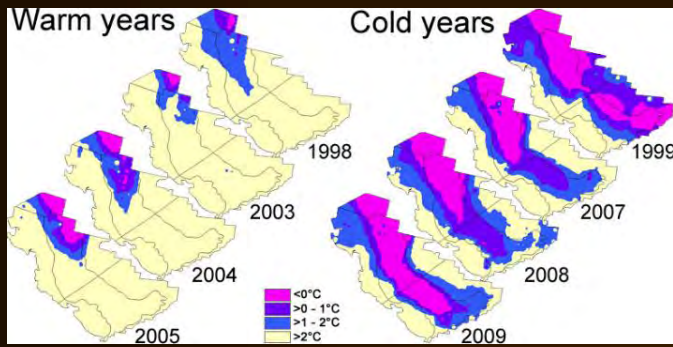 Warm years
Cold years
1998
1999
2003
2007
2004
2008
2005
2009
<0°C
>0 - 1°C
>1 - 2°C
>2°C